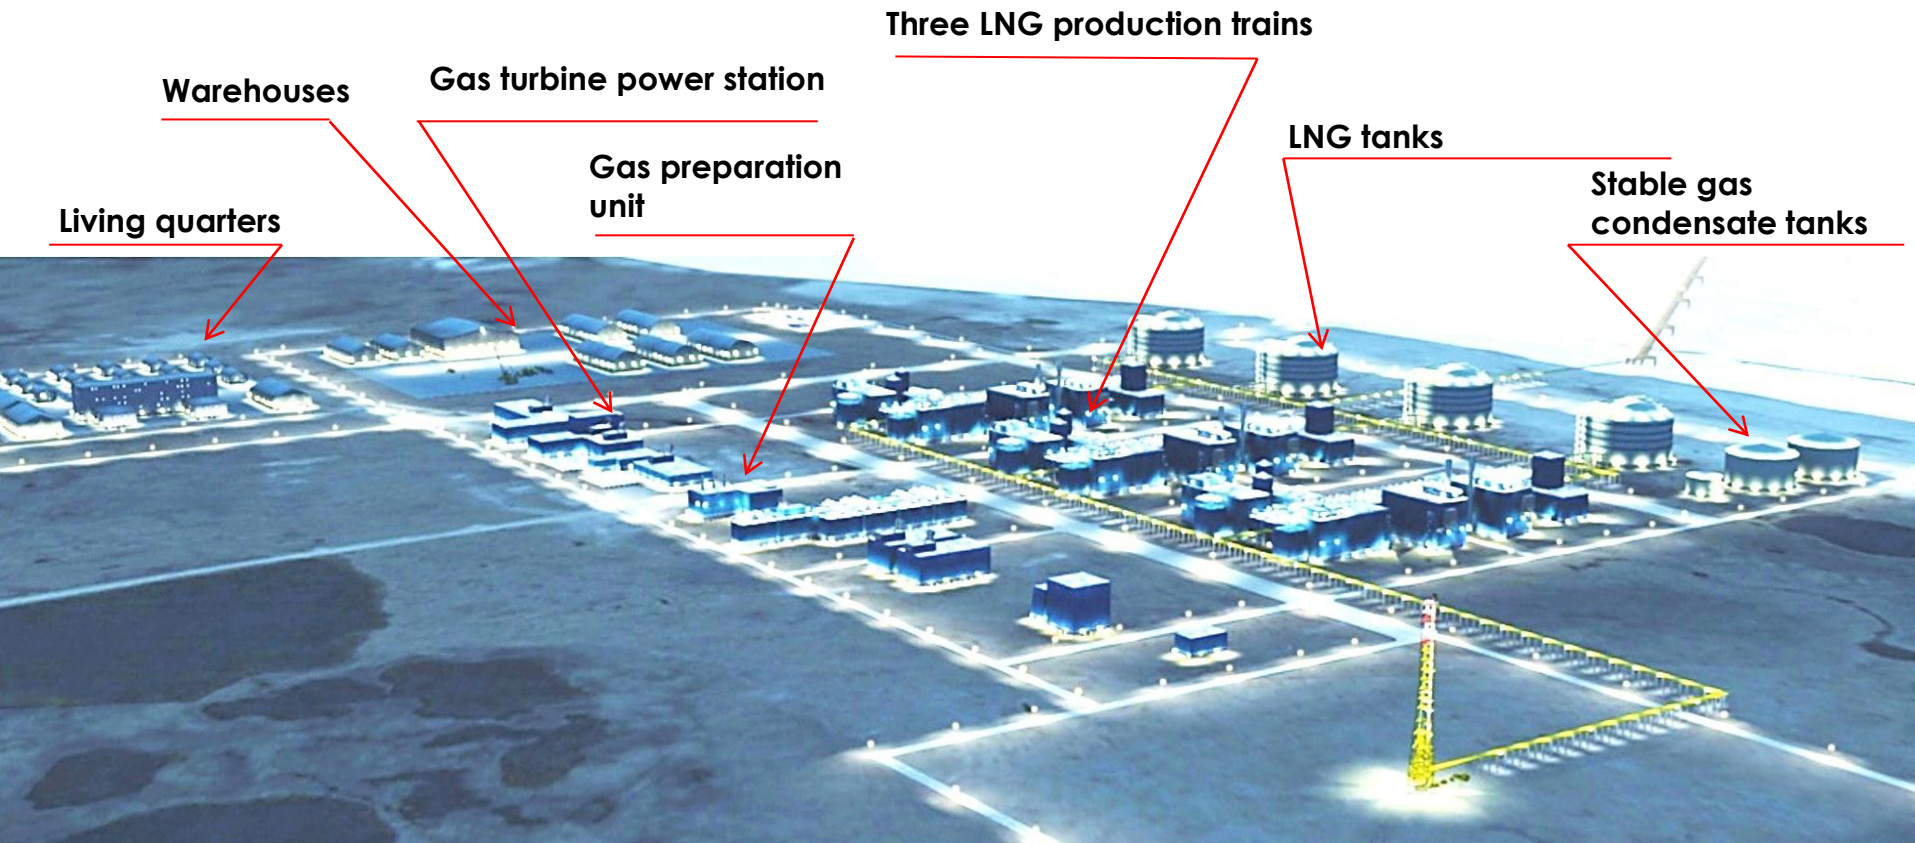 Three LNG production trains
Gas turbine power station
Warehouses
LNG tanks
Gas preparation
unit
Stable gas
condensate tanks
Living quarters